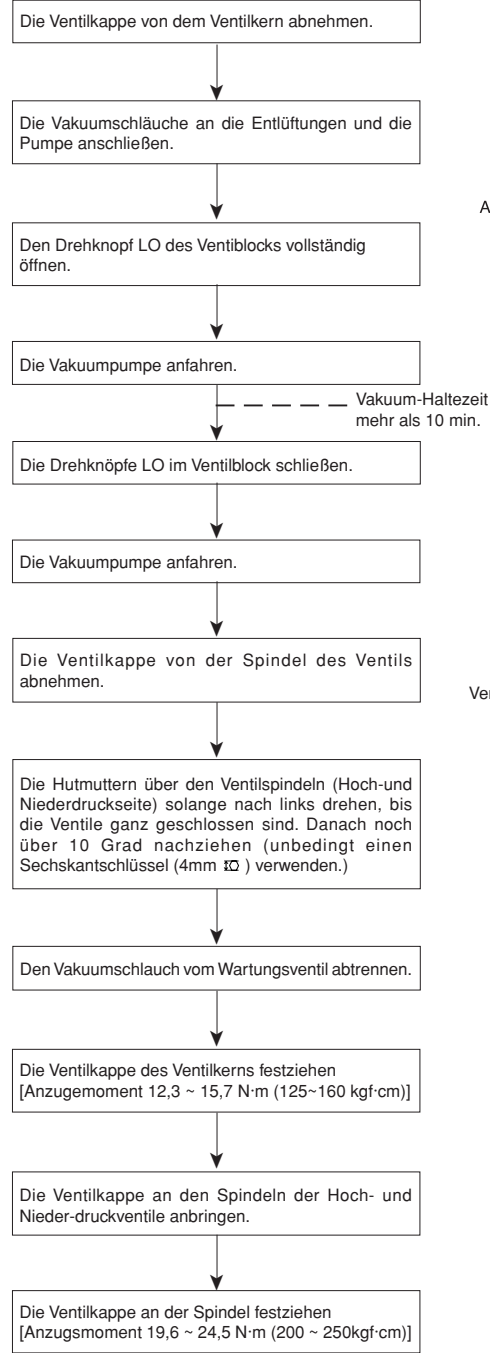 Die Ventilkappe von dem Ventilkern abnehmen.
Die Vakuumschläuche an die Entlüftungen und die
Pumpe anschließen.
A
Den Drehknopf LO des Ventiblocks vollständig
öffnen.
Die Vakuumpumpe anfahren.
Vakuum-Haltezeit
mehr als 10 min.
Die Drehknöpfe LO im Ventilblock schließen.
Die Vakuumpumpe anfahren.
Die Ventilkappe von der Spindel des Ventils
abnehmen.
Ver
Die Hutmuttern über den Ventilspindeln (Hoch-und
Niederdruckseite) solange nach links drehen, bis
die Ventile ganz geschlossen sind. Danach noch
über 10 Grad nachziehen (unbedingt einen
Sechskantschlüssel (4mm ) verwenden.)
Den Vakuumschlauch vom Wartungsventil abtrennen.
Die Ventilkappe des Ventilkerns festziehen
[Anzugemoment 12,3 ~ 15,7 N·m (125~160 kgf·cm)]
Die Ventilkappe an den Spindeln der Hoch- und
Nieder-druckventile anbringen.
Die Ventilkappe an der Spindel festziehen
[Anzugsmoment 19,6 ~ 24,5 N·m (200 ~ 250kgf·cm)]